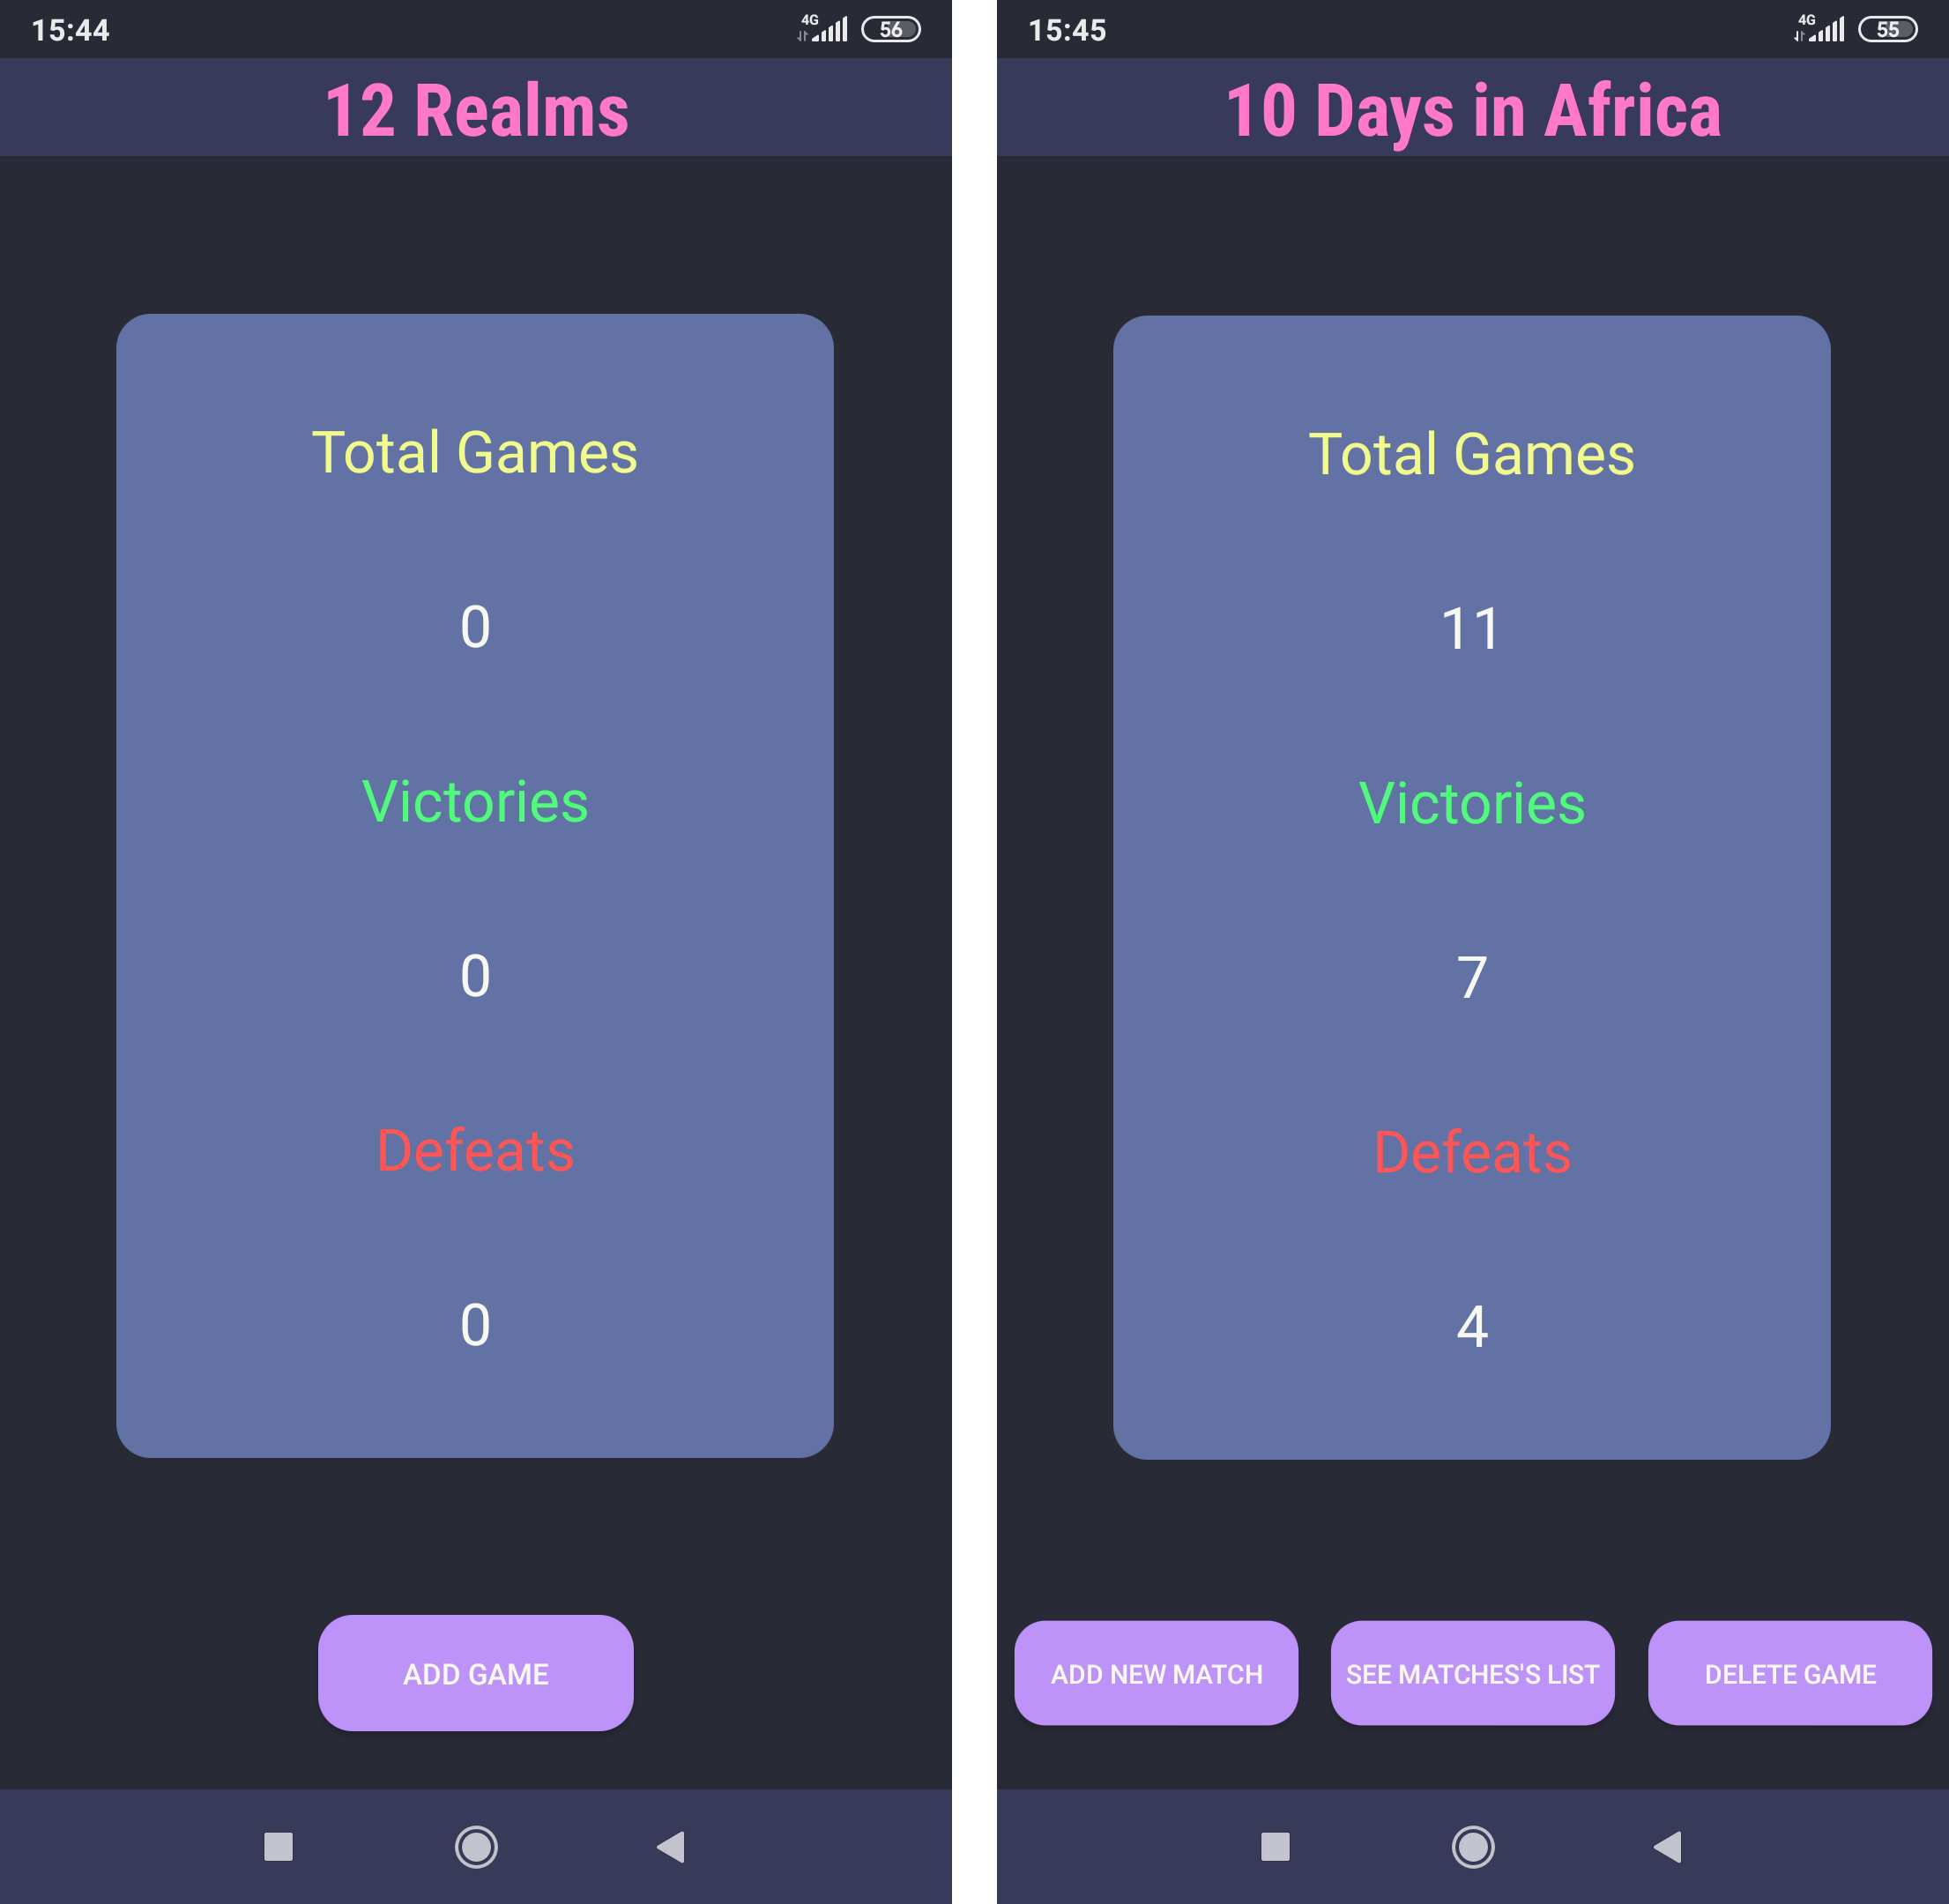 15:44
4G
56
12 Realms
Total Games
0
Victories
0
Defeats
0
ADD GAME
15:45
4G
55
10 Days in Africa
Total Games
11
Victories
7
Defeats
4
ADD NEW MATCH
SEE MATCHES'S LIST
DELETE GAME